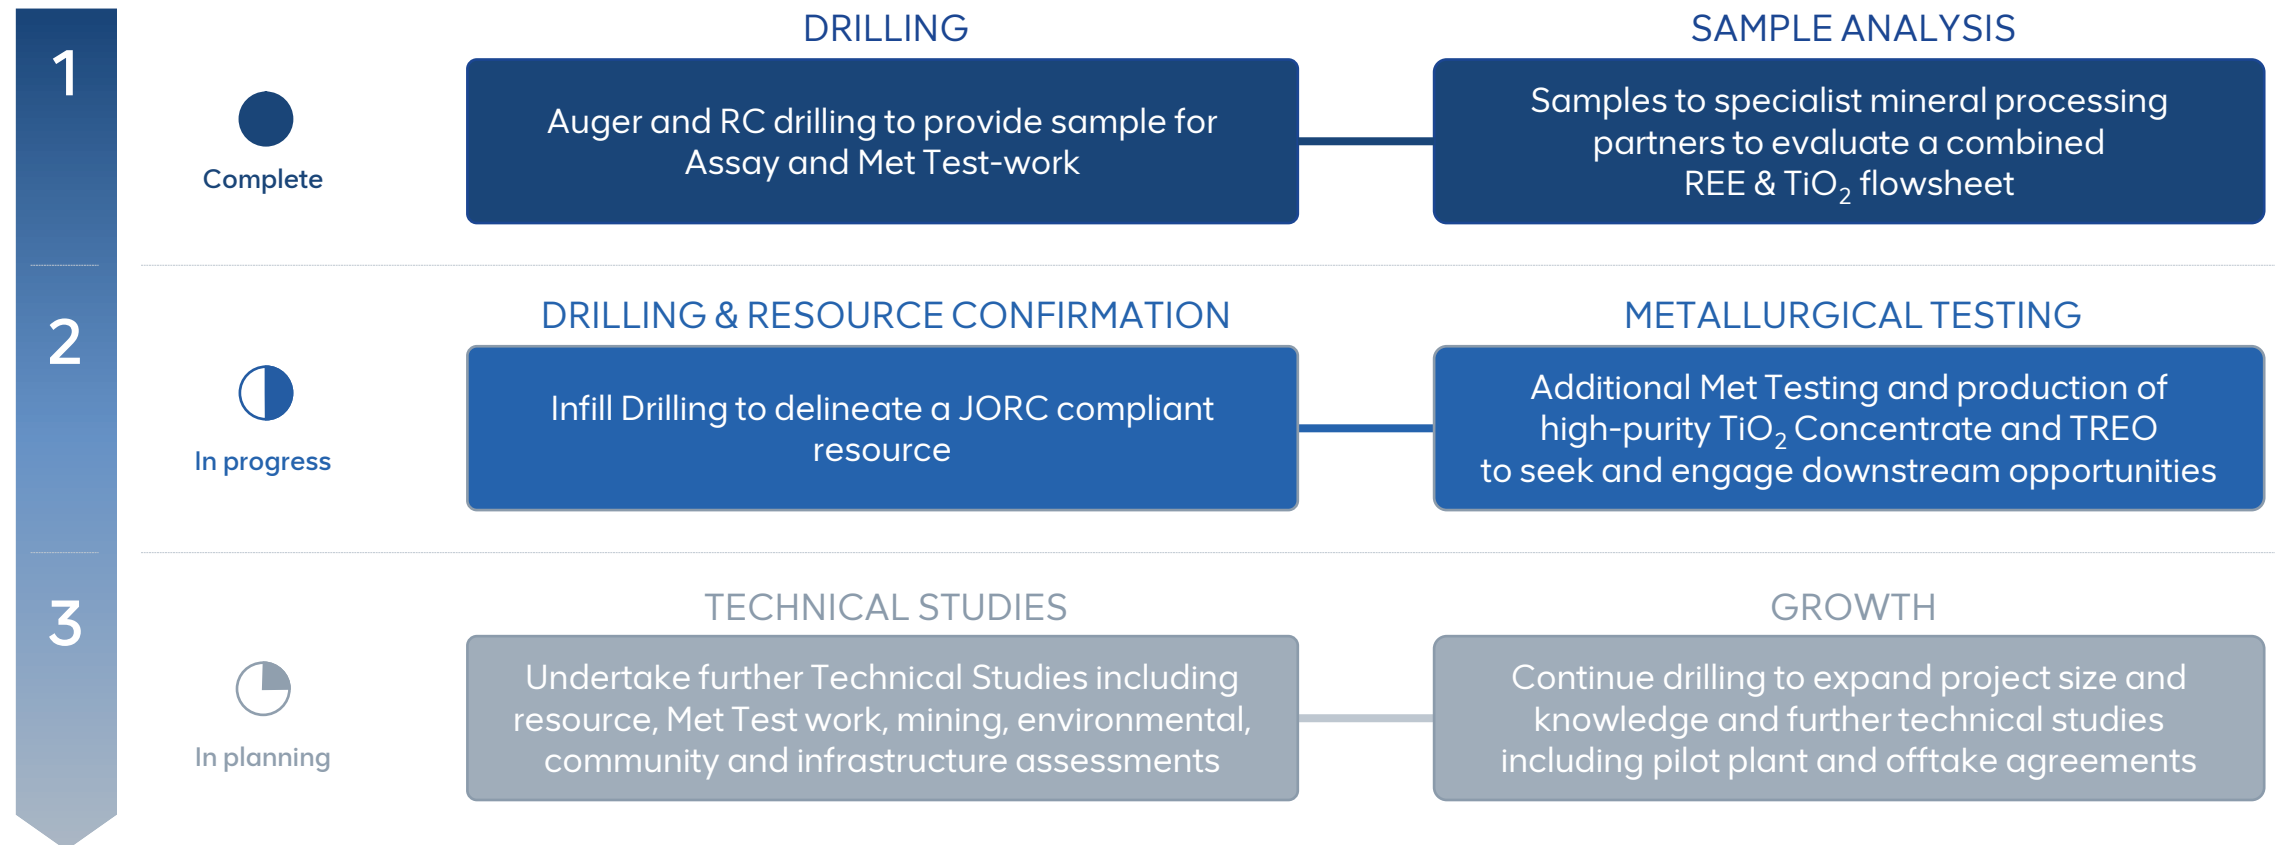 1
Complete
DRILLING
Auger and RC drilling to provide sample for
Assay and Met Test-work
SAMPLE ANALYSIS
Samples to specialist mineral processing
partners to evaluate a combined
REE & TiO₂ flowsheet
2
In progress
DRILLING & RESOURCE CONFIRMATION
Infill Drilling to delineate a JORC compliant
resource
METALLURGICAL TESTING
Additional Met Testing and production of
high-purity TiO₂ Concentrate and TREO
to seek and engage downstream opportunities
3
In planning
TECHNICAL STUDIES
Undertake further Technical Studies including
resource, Met Test work, mining, environmental,
community and infrastructure assessments
GROWTH
Continue drilling to expand project size and
knowledge and further technical studies
including pilot plant and offtake agreements